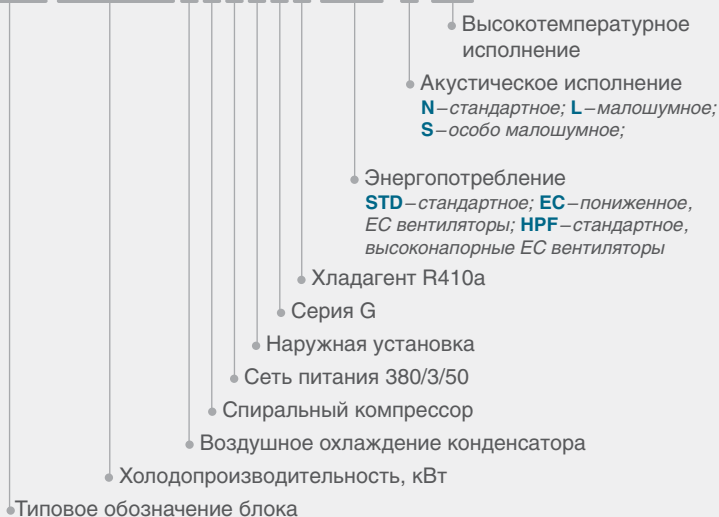 Высокотемпературное
исполнение
Акустическое исполнение
N–стандартное; L–малошумное;
S–особо малошумное;
Энергопотребление
STD–стандартное; EC–пониженное,
EC вентиляторы; HPF–стандартное,
высоконапорные EC вентиляторы
Хладагент R410a
Серия G
Наружная установка
Сеть питания 380/3/50
Спиральный компрессор
Воздушное охлаждение конденсатора
Холодопроизводительность, кВт
Типовое обозначение блока